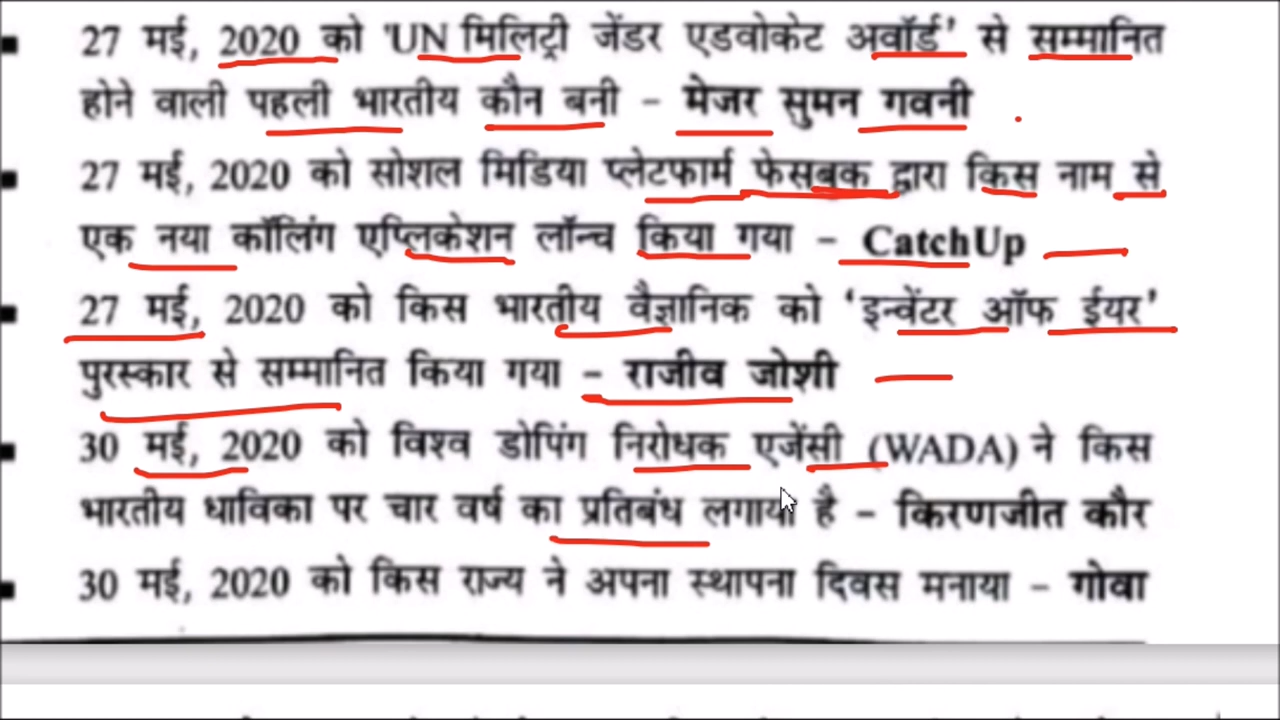 27 मई, 2020 को 'UN मिलिट्री जेंडर एडवोकेट अवॉर्ड' से सम्मानित
होने वाली पहली भारतीय कौन बनी – मेजर सुमन गवनी
27 मई, 2020 को सोशल मिडिया प्लेटफार्म फेसबुक द्वारा किस नाम से
एक नया कॉलिंग एप्लिकेशन लॉन्च किया गया – CatchUp
27 मई, 2020 को किस भारतीय वैज्ञानिक को 'इन्वेंटर ऑफ ईयर'
पुरस्कार से सम्मानित किया गया – राजीव जोशी
30 मई, 2020 को विश्व डोपिंग निरोधक एजेंसी (WADA) ने किस
भारतीय धाविका पर चार वर्ष का प्रतिबंध लगाया है – किरणजीत कौर
30 मई, 2020 को किस राज्य ने अपना स्थापना दिवस मनाया – गोवा